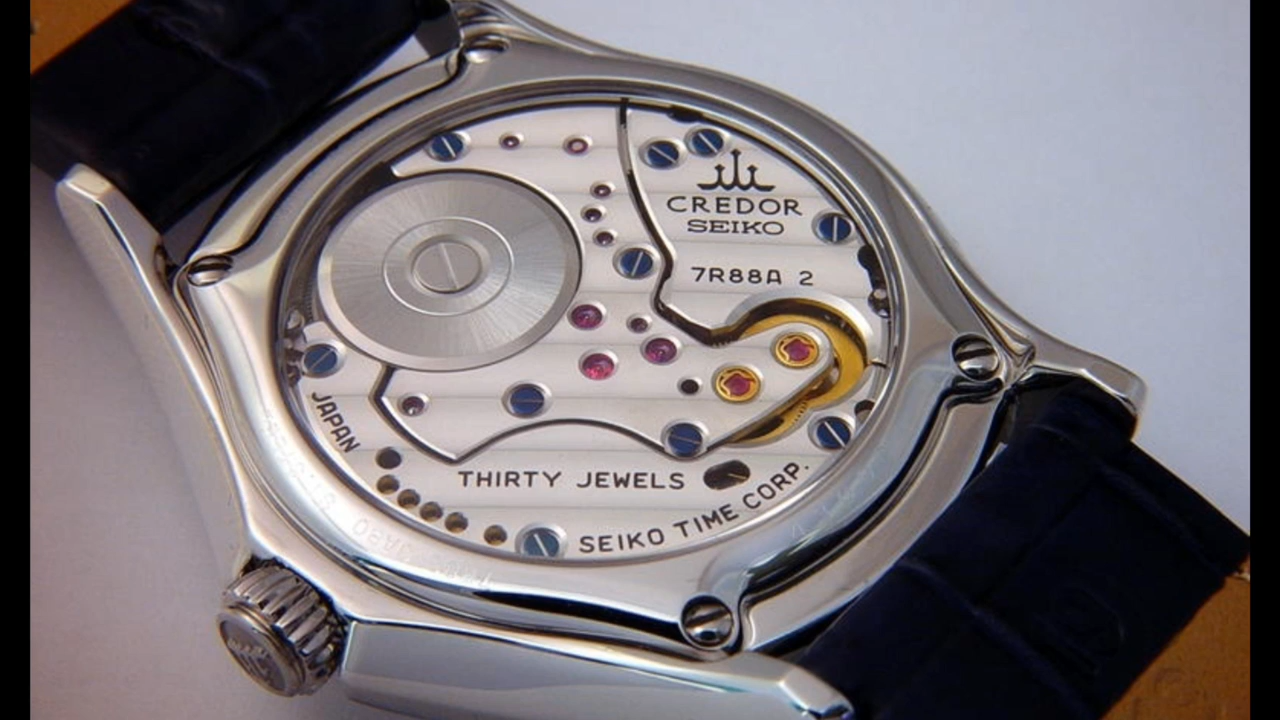 CREDOR
SEIKO
7R88A 2
JAPAN
THIRTY JEWELS
SEIKO TIME CORP.